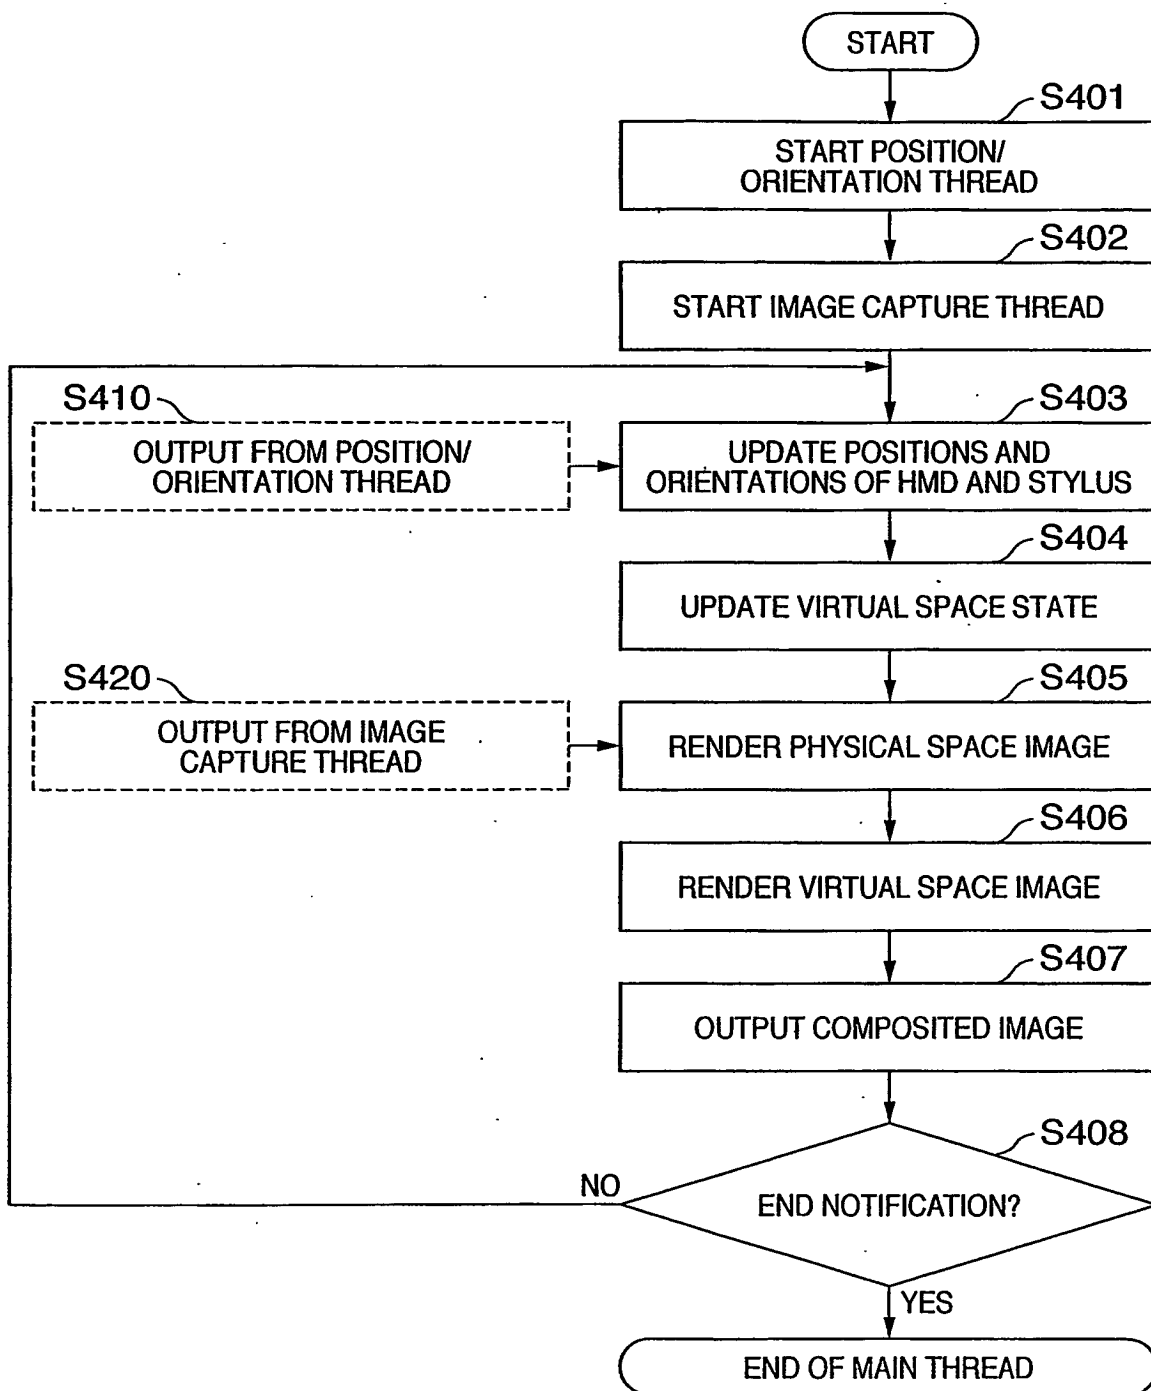 START
S401
START POSITION/
ORIENTATION THREAD
S402
START IMAGE CAPTURE THREAD
S410
OUTPUT FROM POSITION/
ORIENTATION THREAD
S403
UPDATE POSITIONS AND
ORIENTATIONS OF HMD AND STYLUS
S404
UPDATE VIRTUAL SPACE STATE
S420
OUTPUT FROM IMAGE
CAPTURE THREAD
S405
RENDER PHYSICAL SPACE IMAGE
S406
RENDER VIRTUAL SPACE IMAGE
S407
OUTPUT COMPOSITED IMAGE
S408
NO
END NOTIFICATION?
YES
END OF MAIN THREAD